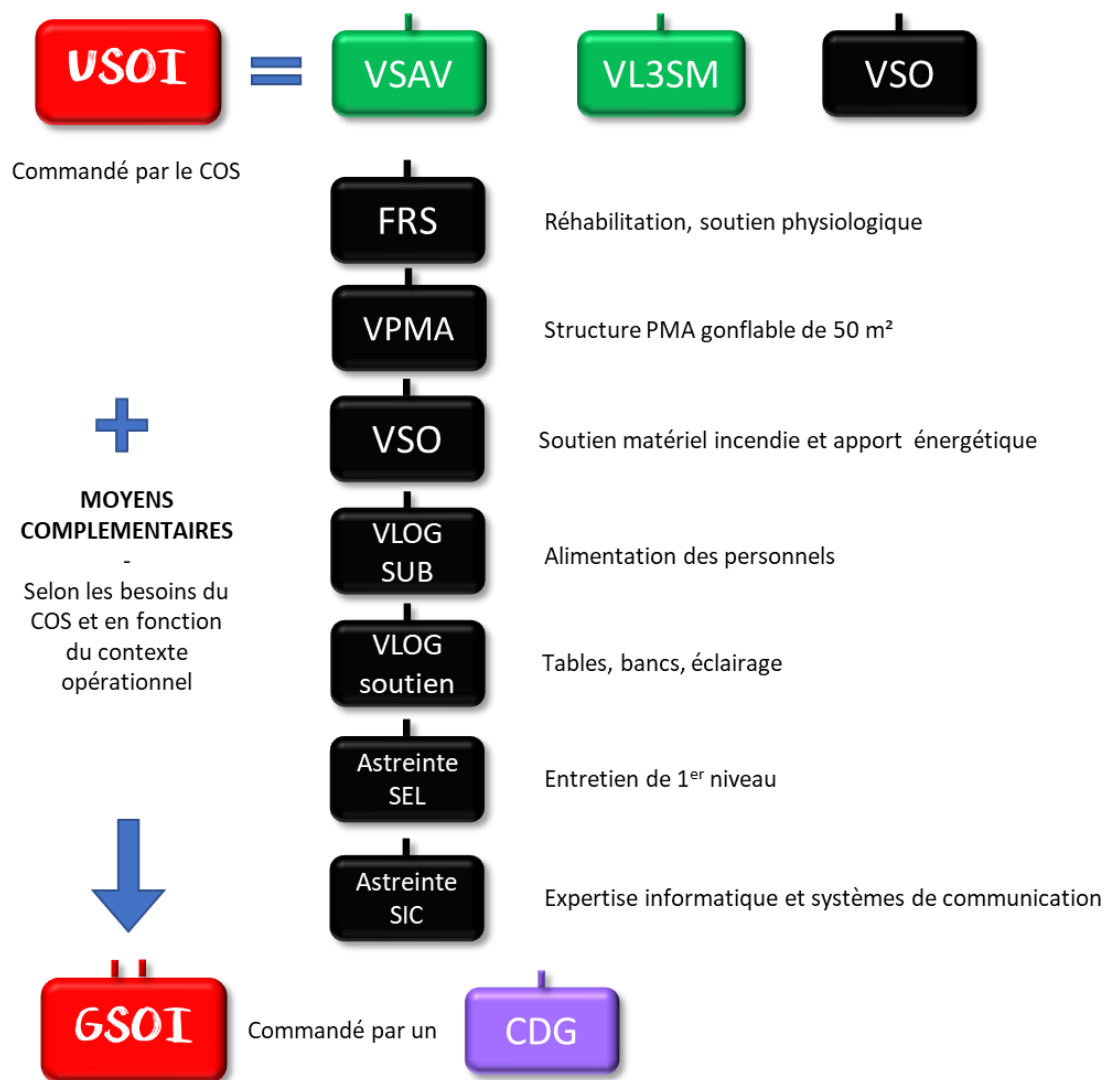 USOI
VSAV
VL3SM
VSO
Commandé par le COS
FRS
Réhabilitation, soutien physiologique
VPMA
Structure PMA gonflable de 50 m²
VSO
Soutien matériel incendie et apport énergétique
MOYENS
COMPLEMENTAIRES
-
Selon les besoins du
COS et en fonction
du contexte
opérationnel
VLOG
SUB
Alimentation des personnels
VLOG
soutien
Tables, bancs, éclairage
Astreinte
SEL
Entretien de 1er niveau
Astreinte
SIC
Expertise informatique et systèmes de communication
GSOI
Commandé par un
CDG